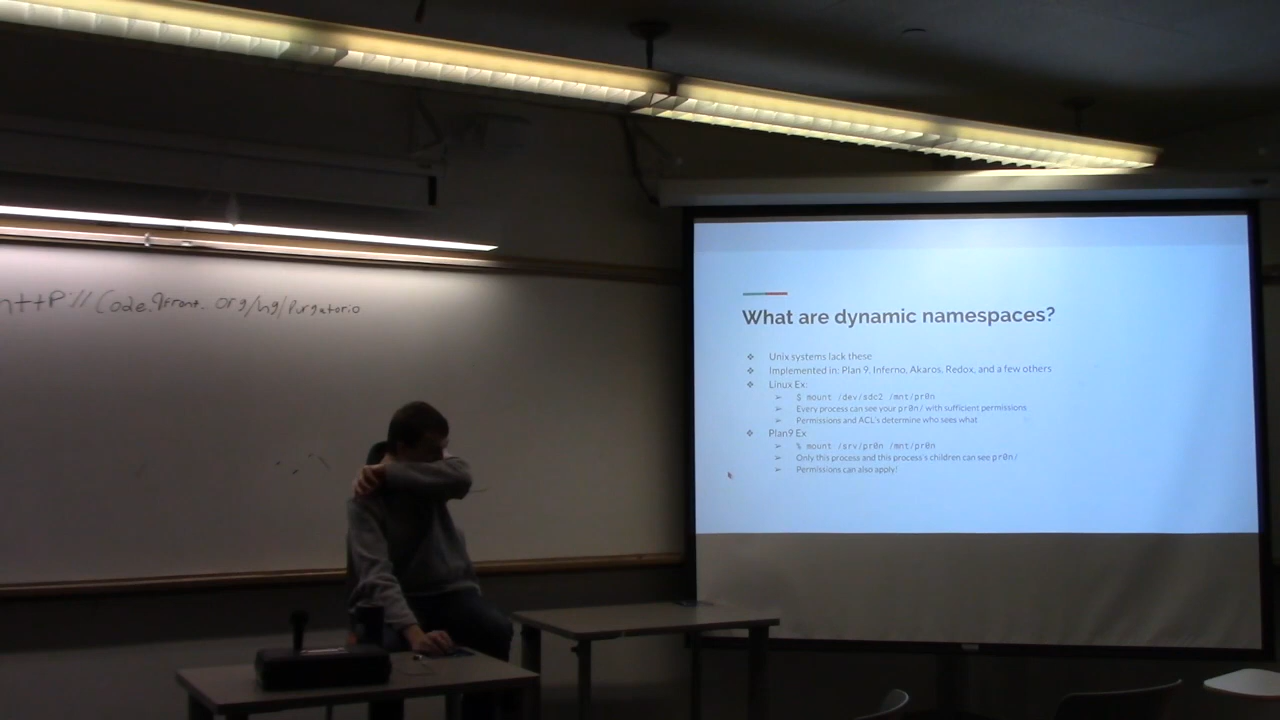 http://code.9front.org/hg/purgatorio
What are dynamic namespaces?
❖ Unix systems lack these
❖ Implemented in: Plan 9, Inferno, Akaros, Redox, and a few others
❖ Linux Ex:
➢ $ mount /dev/sdc2 /mnt/pr0n
➢ Every process can see your pr0n/ with sufficient permissions
➢ Permissions and ACL's determine who sees what
❖ Plan9 Ex
➢ % mount /srv/pr0n /mnt/pr0n
➢ Only this process and this process's children can see pr0n/
➢ Permissions can also apply!